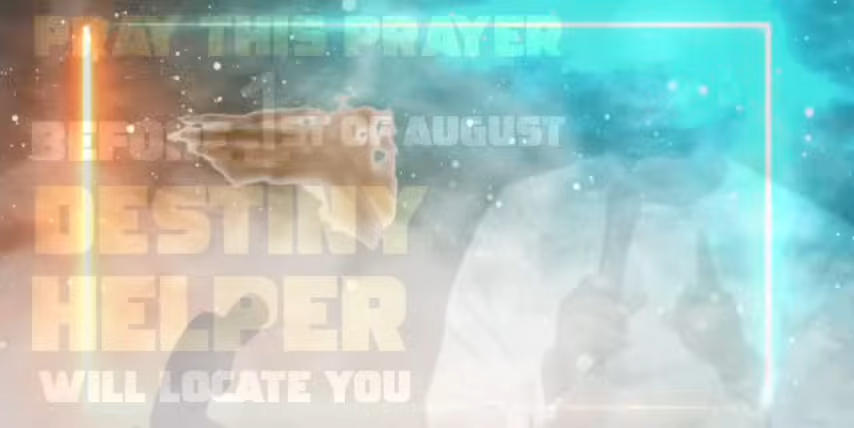 PRAY THIS PRAYER
BEFORE 1ST OF AUGUST
DESTINY
HELPER
WILL LOCATE YOU